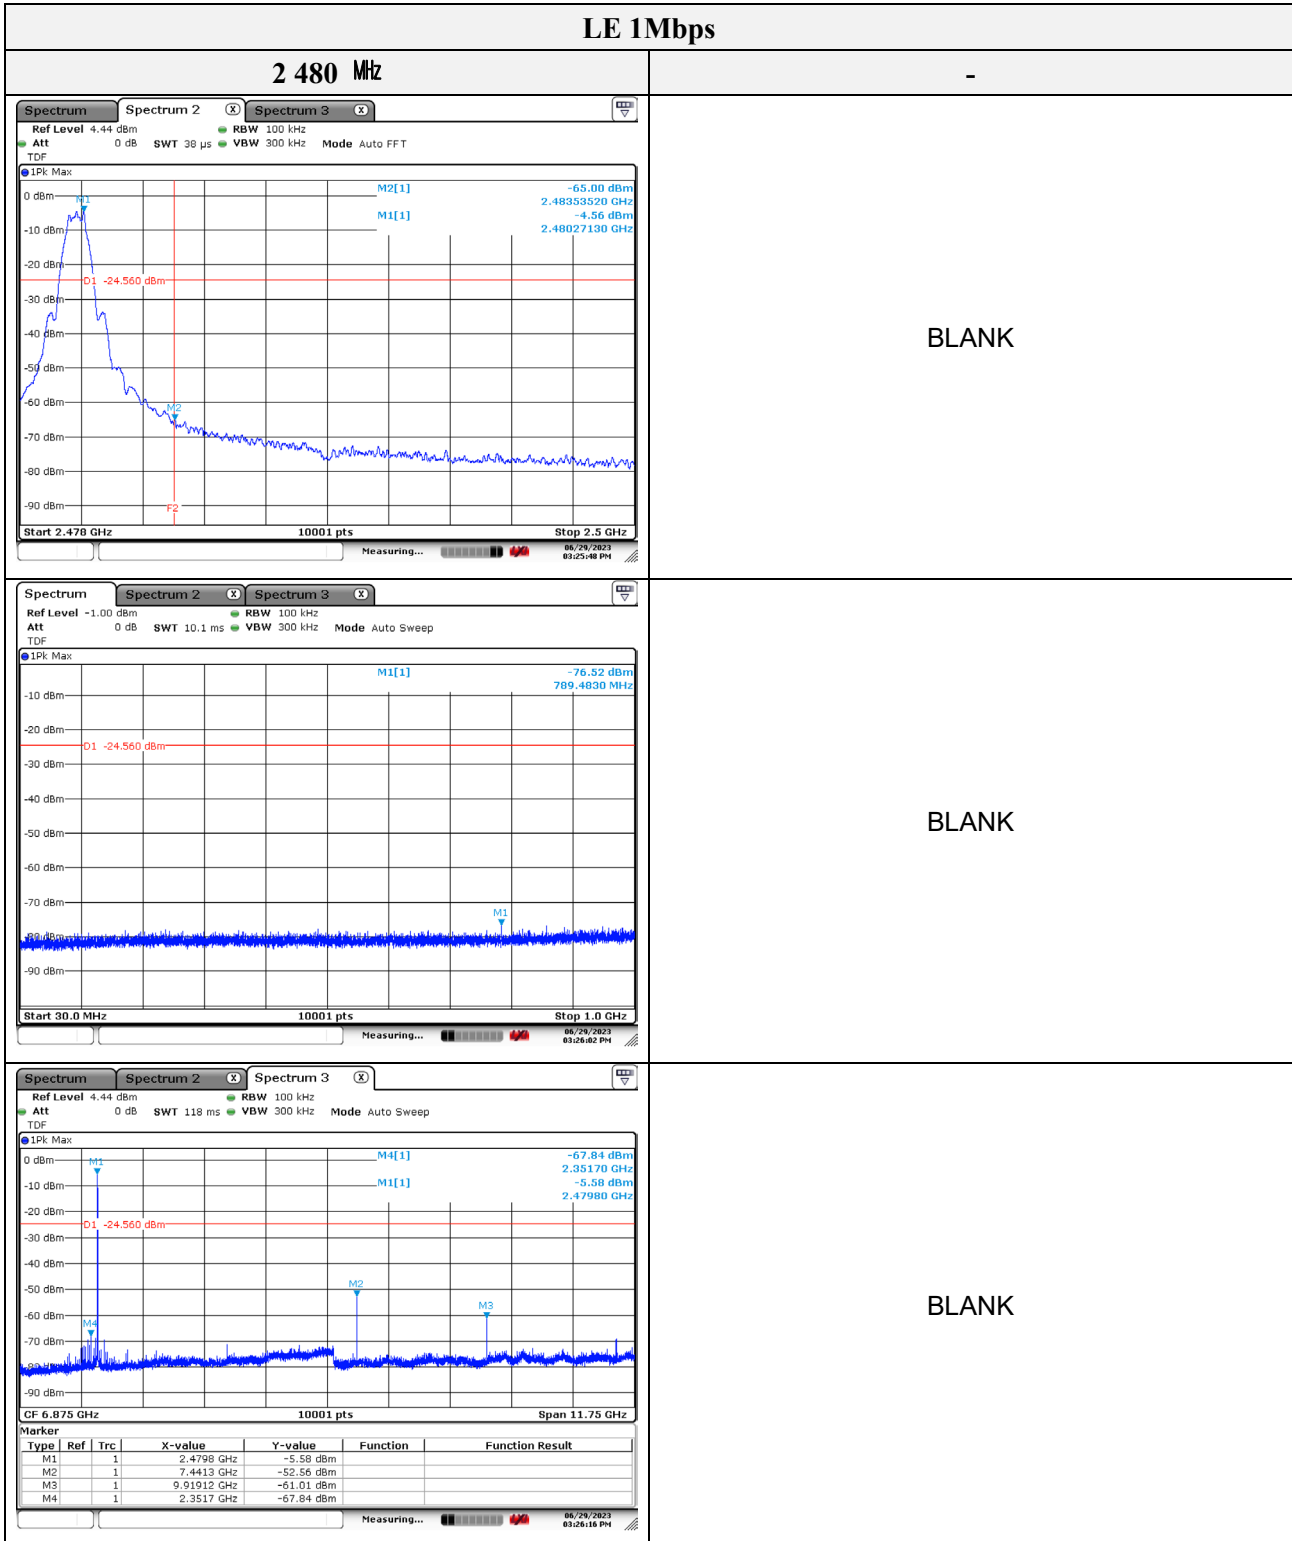 LE 1Mbps
2 480 ㎒
-
Spectrum Spectrum 2 X Spectrum 3 X
Ref Level 4.44 dBm RBW 100 kHz
Att 0 dB SWT 38 µs VBW 300 kHz Mode Auto FFT
TDF
1Pk Max
M2[1] -65.00 dBm
2.48353520 GHz
M1[1] -4.56 dBm
2.48027130 GHz
0 dBm
M1
-10 dBm
-20 dBm
D1 -24.560 dBm
-30 dBm
-40 dBm
-50 dBm
-60 dBm
M2
-70 dBm
-80 dBm
-90 dBm
F2
Start 2.478 GHz 10001 pts Stop 2.5 GHz
Measuring... 06/29/2023
03:25:48 PM
BLANK
Spectrum Spectrum 2 X Spectrum 3 X
Ref Level -1.00 dBm RBW 100 kHz
Att 0 dB SWT 10.1 ms VBW 300 kHz Mode Auto Sweep
TDF
1Pk Max
M1[1] -76.52 dBm
789.4830 MHz
-10 dBm
-20 dBm
D1 -24.560 dBm
-30 dBm
-40 dBm
-50 dBm
-60 dBm
-70 dBm
M1
-80 dBm
-90 dBm
Start 30.0 MHz 10001 pts Stop 1.0 GHz
Measuring... 06/29/2023
03:26:02 PM
BLANK
Spectrum Spectrum 2 X Spectrum 3 X
Ref Level 4.44 dBm RBW 100 kHz
Att 0 dB SWT 118 ms VBW 300 kHz Mode Auto Sweep
TDF
1Pk Max
M4[1] -67.84 dBm
2.35170 GHz
M1[1] -5.58 dBm
2.47980 GHz
0 dBm
M1
-10 dBm
-20 dBm
D1 -24.560 dBm
-30 dBm
-40 dBm
-50 dBm
M2
-60 dBm
M3
M4
-70 dBm
-80 dBm
-90 dBm
CF 6.875 GHz 10001 pts Span 11.75 GHz
Marker
Type Ref Trc X-value Y-value Function Function Result
M1 1 2.4798 GHz -5.58 dBm
M2 1 7.4413 GHz -52.56 dBm
M3 1 9.91912 GHz -61.01 dBm
M4 1 2.3517 GHz -67.84 dBm
Measuring... 06/29/2023
03:26:16 PM
BLANK